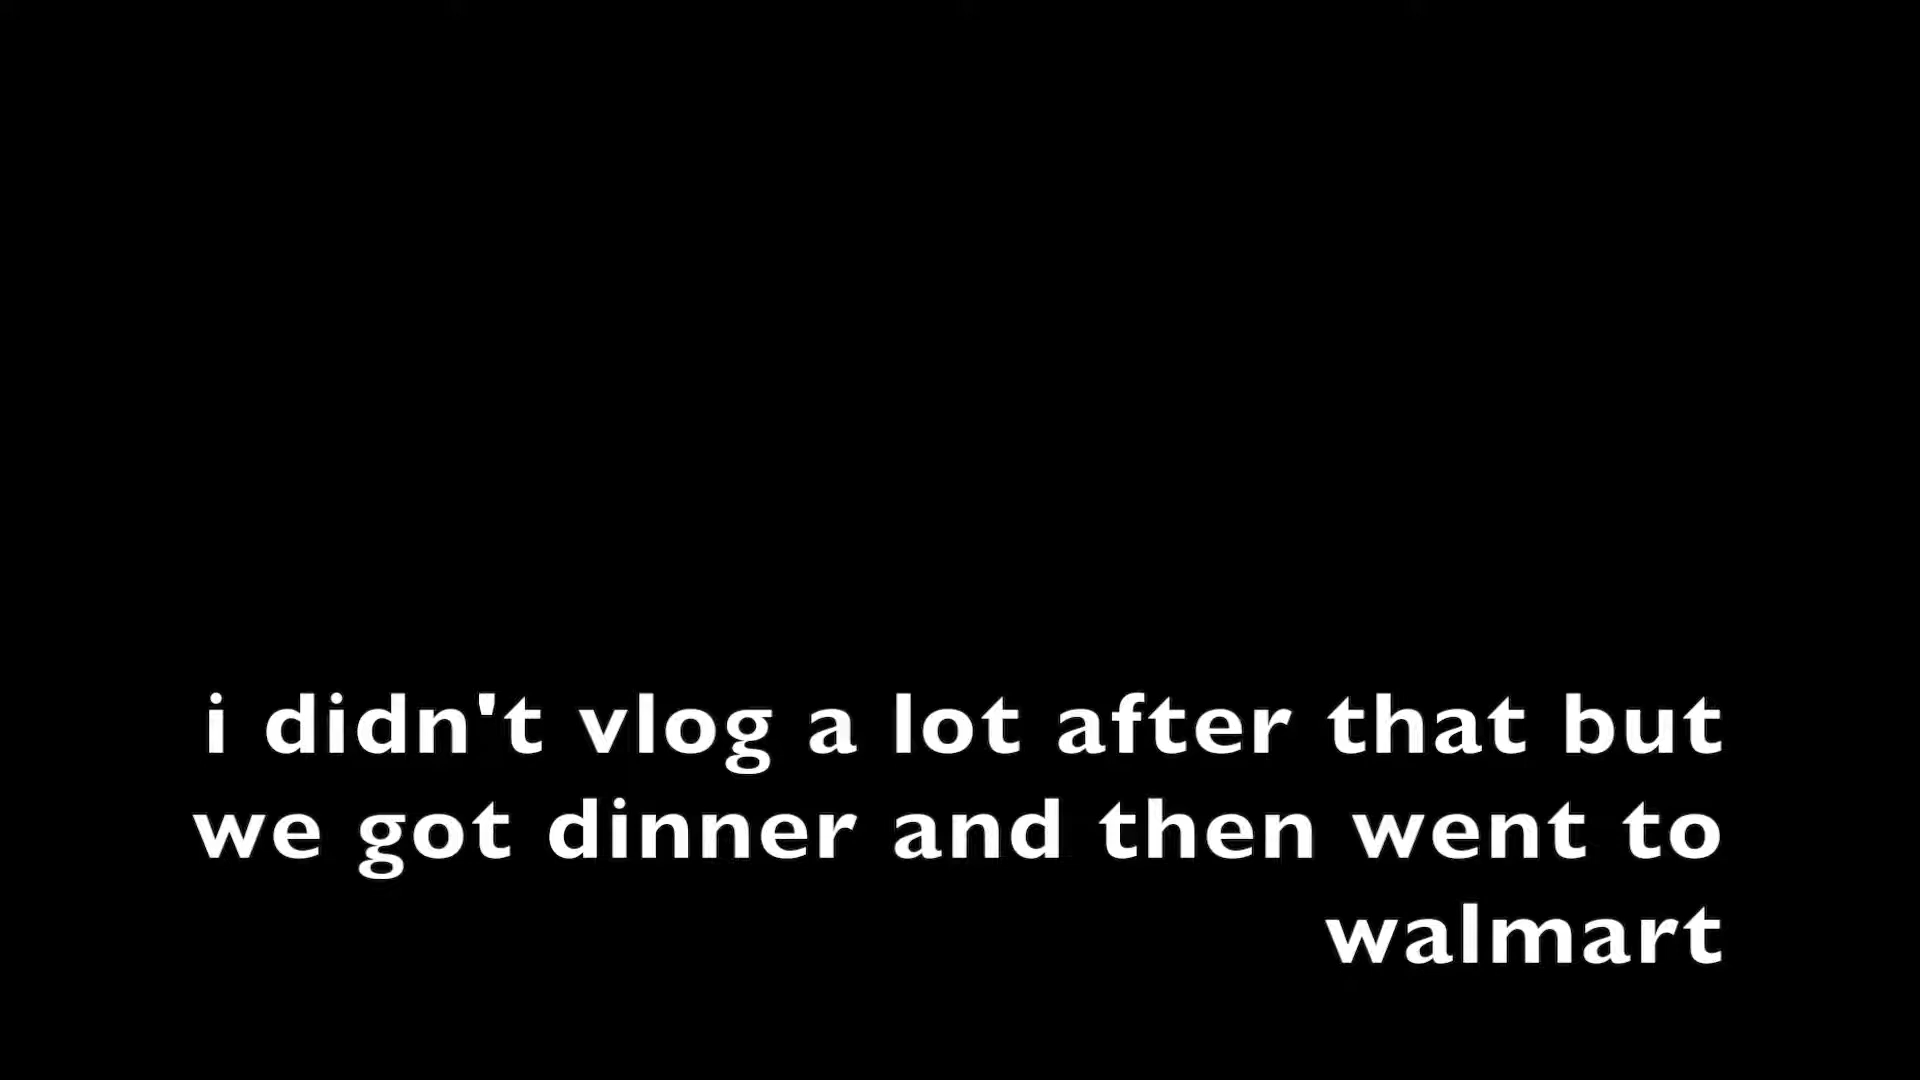 i didn't vlog a lot after that but
we got dinner and then went to
walmart